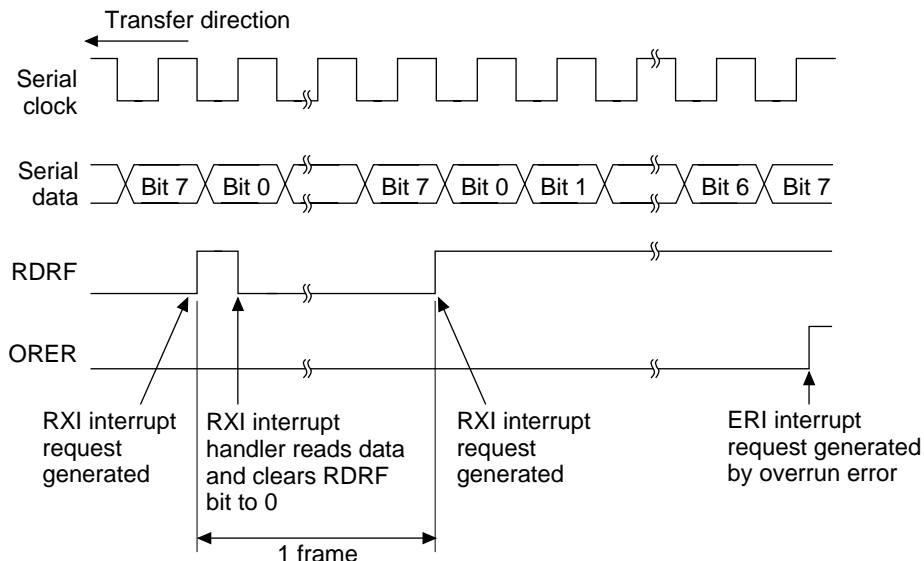 Transfer direction
Serial
clock
Serial
data
Bit 7 Bit 0 Bit 7 Bit 0 Bit 1 Bit 6 Bit 7
RDRF
ORER
RXI interrupt
request
generated
RXI interrupt
handler reads data
and clears RDRF
bit to 0
RXI interrupt
request
generated
ERI interrupt
request generated
by overrun error
1 frame